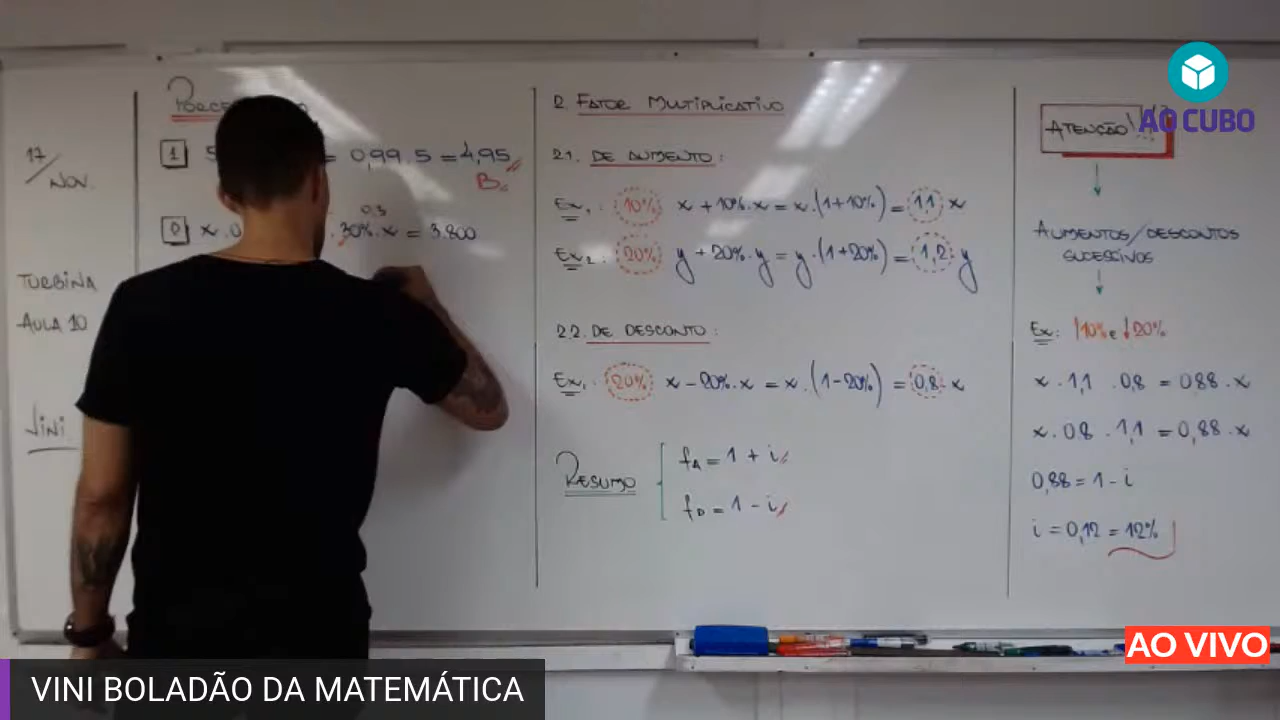 17/NOV.
TURBINA
AULA 10
VINI
1
= 0,99 . 5 = 4,95
B.
0,3
0 x . 0 . 30% . x = 3.800
2. FATOR MULTIPLICATIVO
2.1. DE AUMENTO:
Ex1: 10% x + 10% . x = x . (1 + 10%) = 1,1 x
Ex2: 20% y + 20% . y = y . (1 + 20%) = 1,2 y
2.2. DE DESCONTO:
Ex1: 20% x - 20% . x = x . (1 - 20%) = 0,8 . x
RESUMO
fA = 1 + i
fD = 1 - i
ATENÇÃO!!!
AUMENTOS/DESCONTOS
SUCESSIVOS
Ex: ↑10% e ↓20%
x . 1,1 . 0,8 = 0,88 . x
x . 0,8 . 1,1 = 0,88 . x
0,88 = 1 - i
i = 0,12 = 12%
AO CUBO
AO VIVO
VINI BOLADÃO DA MATEMÁTICA